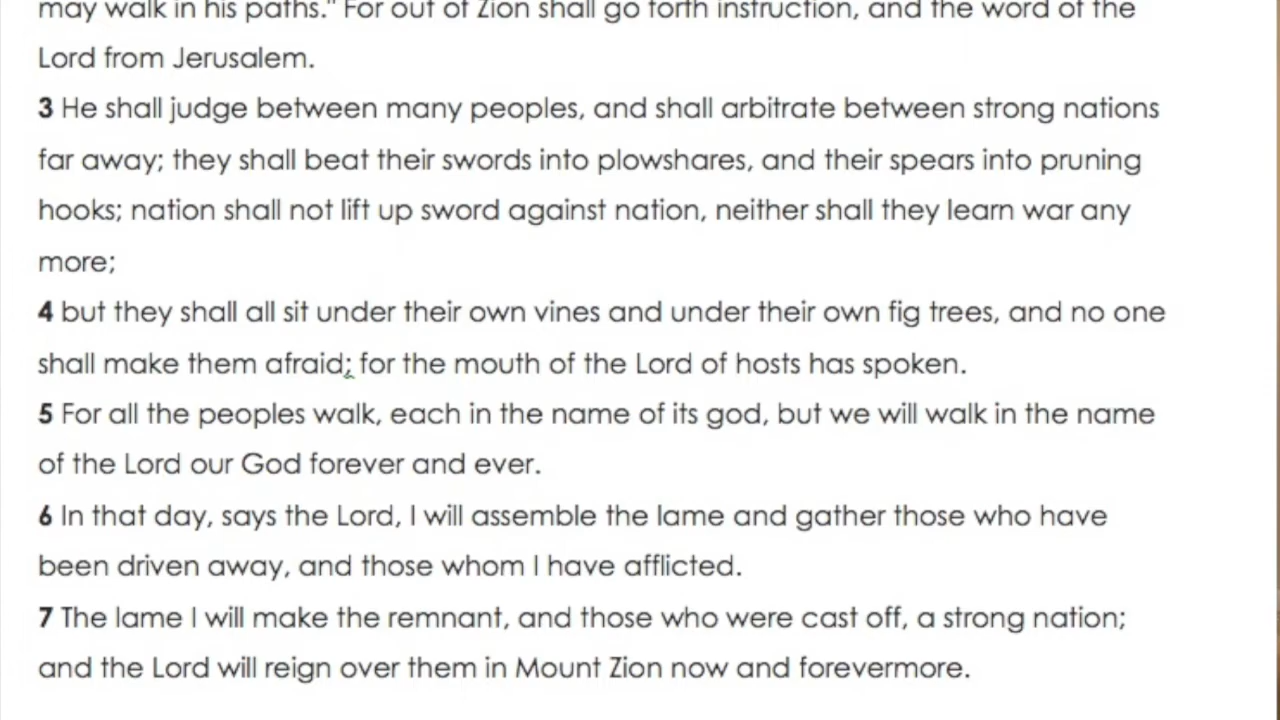 may walk in his paths." For out of Zion shall go forth instruction, and the word of the
Lord from Jerusalem.
3 He shall judge between many peoples, and shall arbitrate between strong nations
far away; they shall beat their swords into plowshares, and their spears into pruning
hooks; nation shall not lift up sword against nation, neither shall they learn war any
more;
4 but they shall all sit under their own vines and under their own fig trees, and no one
shall make them afraid; for the mouth of the Lord of hosts has spoken.
5 For all the peoples walk, each in the name of its god, but we will walk in the name
of the Lord our God forever and ever.
6 In that day, says the Lord, I will assemble the lame and gather those who have
been driven away, and those whom I have afflicted.
7 The lame I will make the remnant, and those who were cast off, a strong nation;
and the Lord will reign over them in Mount Zion now and forevermore.